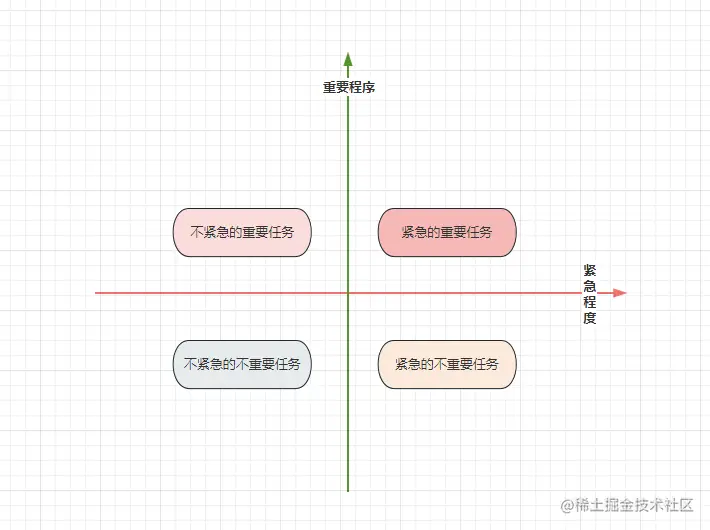 重要程序
不紧急的重要任务
紧急的重要任务
紧急程度
不紧急的不重要任务
紧急的不重要任务
@稀土掘金技术社区